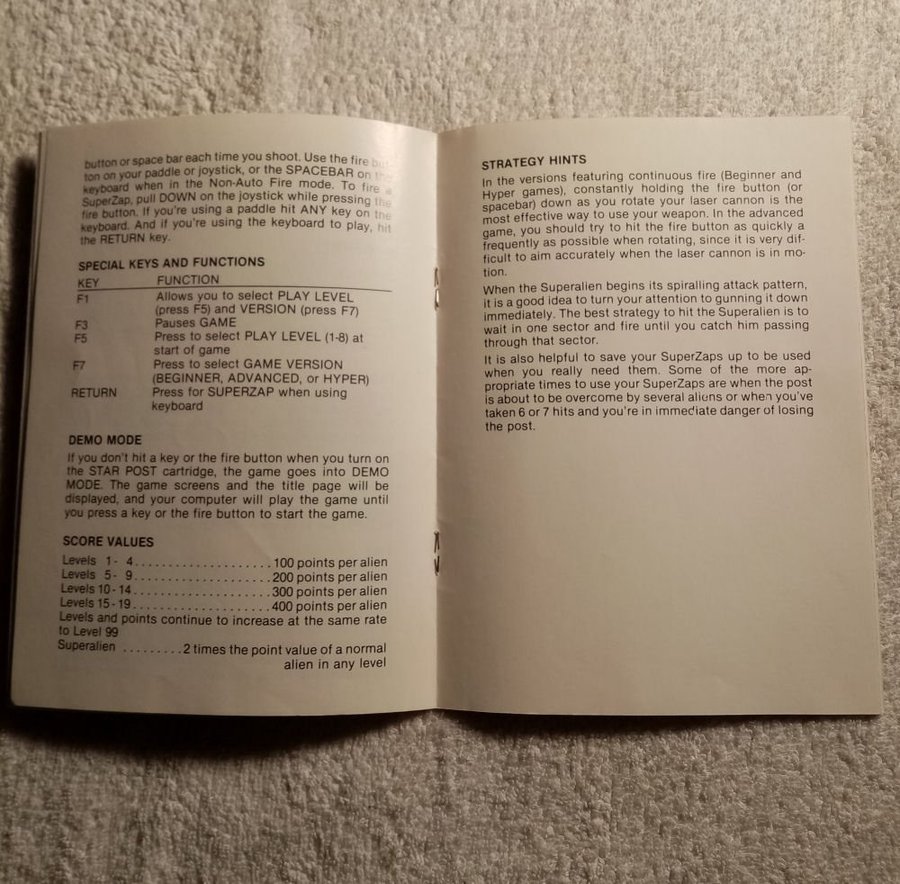 button or space bar each time you shoot. Use the fire but-
ton on your paddle or joystick, or the SPACEBAR on the
keyboard when in the Non-Auto Fire mode. To fire a
SuperZap, pull DOWN on the joystick while pressing the
fire button. If you're using a paddle hit ANY key on the
keyboard. And if you're using the keyboard to play, hit
the RETURN key.
SPECIAL KEYS AND FUNCTIONS
KEY FUNCTION
F1 Allows you to select PLAY LEVEL
(press F5) and VERSION (press F7)
F3 Pauses GAME
F5 Press to select PLAY LEVEL (1-8) at
start of game
F7 Press to select GAME VERSION
(BEGINNER, ADVANCED, or HYPER)
RETURN Press for SUPERZAP when using
keyboard
DEMO MODE
If you don't hit a key or the fire button when you turn on
the STAR POST cartridge, the game goes into DEMO
MODE. The game screens and the title page will be
displayed, and your computer will play the game until
you press a key or the fire button to start the game.
SCORE VALUES
Levels 1- 4.....................100 points per alien
Levels 5- 9.....................200 points per alien
Levels 10-14.....................300 points per alien
Levels 15-19.....................400 points per alien
Levels and points continue to increase at the same rate
to Level 99
Superalien .........2 times the point value of a normal
alien in any level
STRATEGY HINTS
In the versions featuring continuous fire (Beginner and
Hyper games), constantly holding the fire button (or
spacebar) down as you rotate your laser cannon is the
most effective way to use your weapon. In the advanced
game, you should try to hit the fire button as quickly a
frequently as possible when rotating, since it is very dif-
ficult to aim accurately when the laser cannon is in mo-
tion.
When the Superalien begins its spiralling attack pattern,
it is a good idea to turn your attention to gunning it down
immediately. The best strategy to hit the Superalien is to
wait in one sector and fire until you catch him passing
through that sector.
It is also helpful to save your SuperZaps up to be used
when you really need them. Some of the more ap-
propriate times to use your SuperZaps are when the post
is about to be overcome by several aliens or when you've
taken 6 or 7 hits and you're in immediate danger of losing
the post.